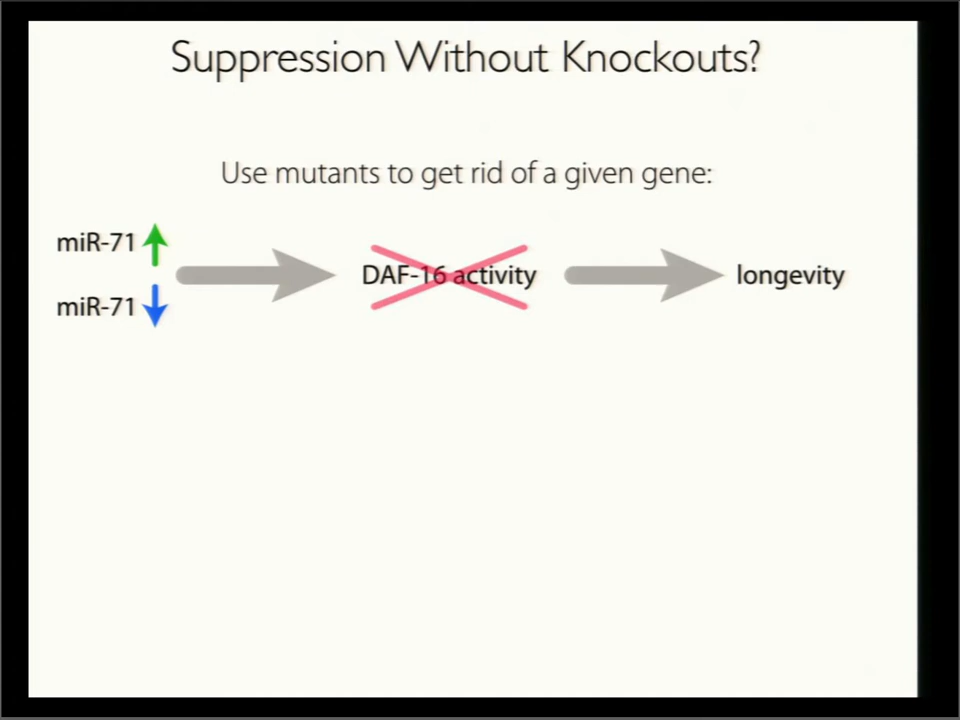 Suppression Without Knockouts?
Use mutants to get rid of a given gene:
miR-71
miR-71
DAF-16 activity
longevity